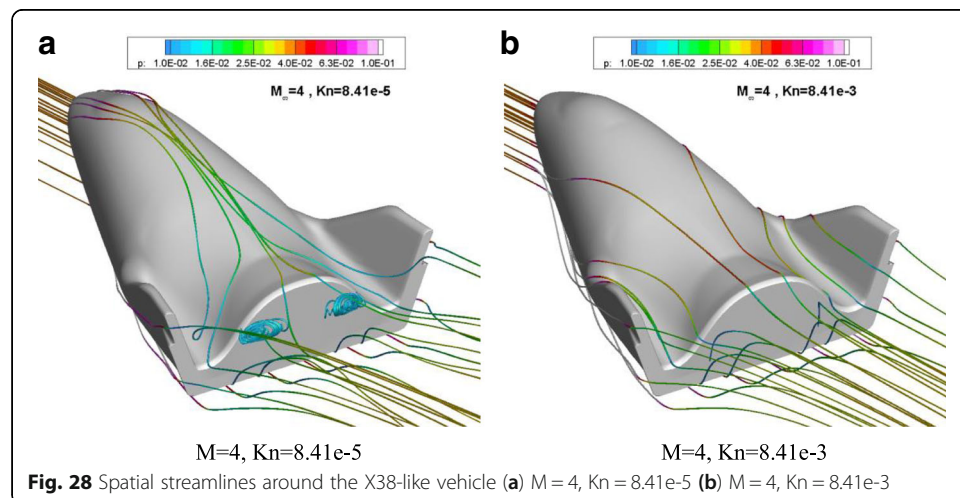 a
p: 1.0E-02 1.6E-02 2.5E-02 4.0E-02 6.3E-02 1.0E-01
M∞=4 , Kn=8.41e-5
b
p: 1.0E-02 1.6E-02 2.5E-02 4.0E-02 6.3E-02 1.0E-01
M∞=4 , Kn=8.41e-3
M=4, Kn=8.41e-5
M=4, Kn=8.41e-3
Fig. 28 Spatial streamlines around the X38-like vehicle (a) M = 4, Kn = 8.41e-5 (b) M = 4, Kn = 8.41e-3